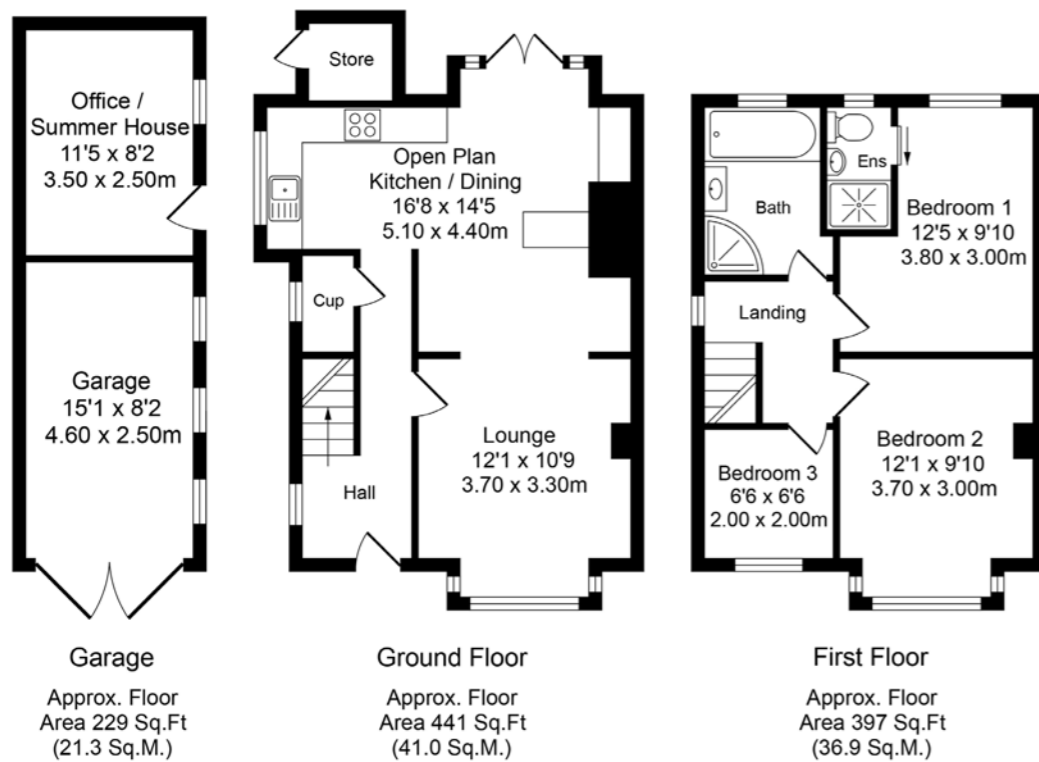 Office /
Summer House
11'5 x 8'2
3.50 x 2.50m
Garage
15'1 x 8'2
4.60 x 2.50m
Store
Open Plan
Kitchen / Dining
16'8 x 14'5
5.10 x 4.40m
Cup
Lounge
12'1 x 10'9
3.70 x 3.30m
Hall
Bath
Ens
Bedroom 1
12'5 x 9'10
3.80 x 3.00m
Landing
Bedroom 2
12'1 x 9'10
3.70 x 3.00m
Bedroom 3
6'6 x 6'6
2.00 x 2.00m
Garage
Approx. Floor
Area 229 Sq.Ft
(21.3 Sq.M.)
Ground Floor
Approx. Floor
Area 441 Sq.Ft
(41.0 Sq.M.)
First Floor
Approx. Floor
Area 397 Sq.Ft
(36.9 Sq.M.)